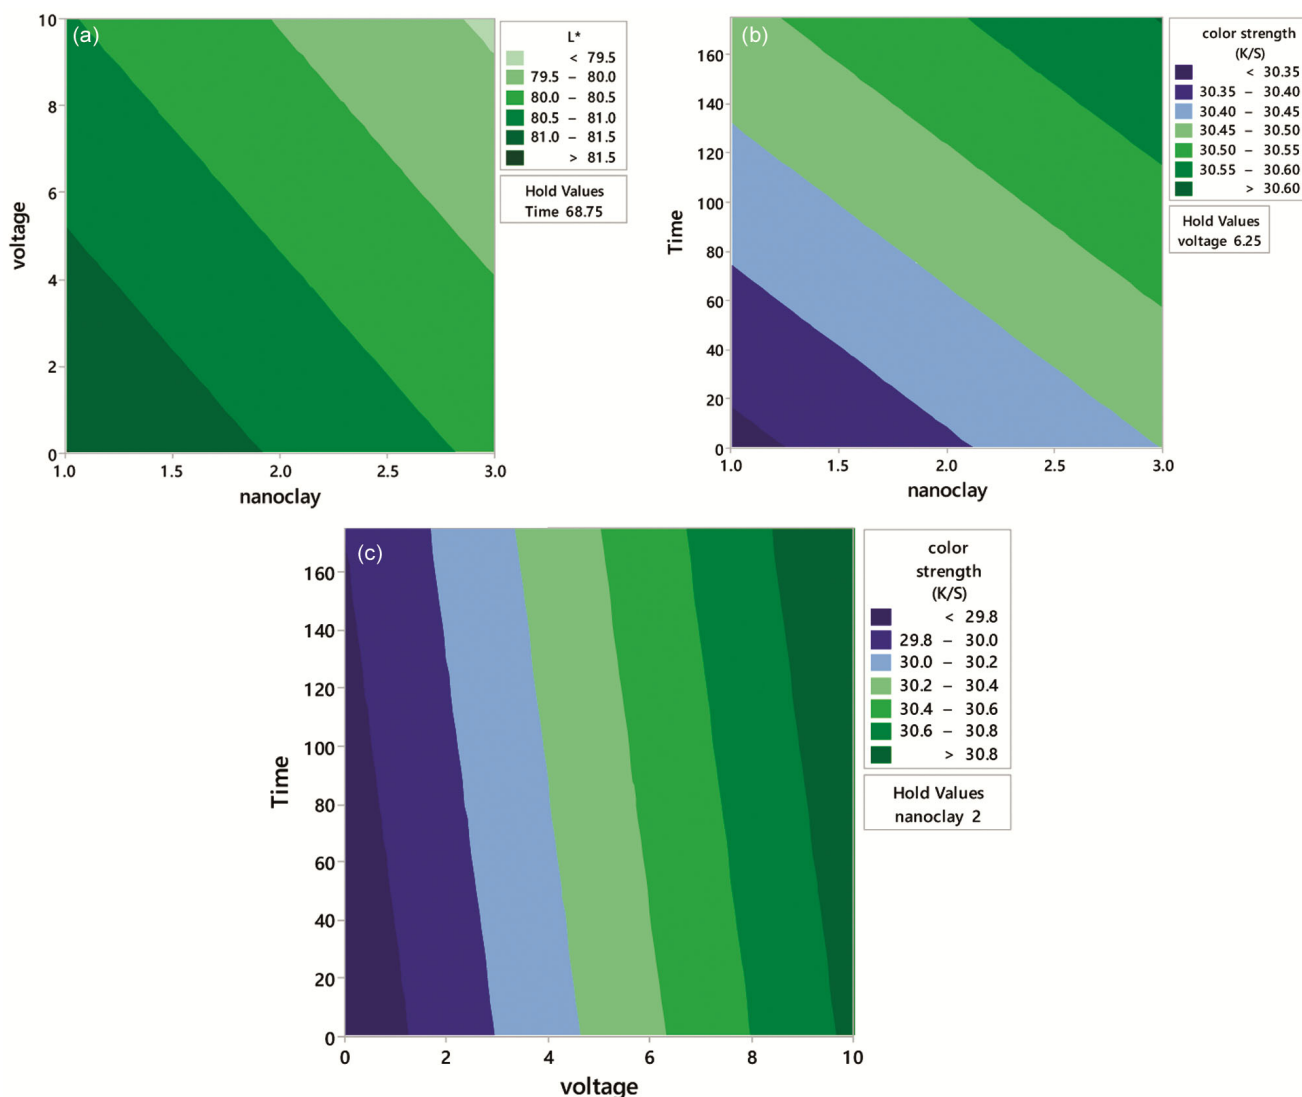 (a)
10
8
6
4
2
0
voltage
1.0 1.5 2.0 2.5 3.0
nanoclay
L*
< 79.5
79.5 – 80.0
80.0 – 80.5
80.5 – 81.0
81.0 – 81.5
> 81.5
Hold Values
Time 68.75
(b)
160
140
120
100
80
60
40
20
0
Time
1.0 1.5 2.0 2.5 3.0
nanoclay
color strength
(K/S)
< 30.35
30.35 – 30.40
30.40 – 30.45
30.45 – 30.50
30.50 – 30.55
30.55 – 30.60
> 30.60
Hold Values
voltage 6.25
(c)
160
140
120
100
80
60
40
20
0
Time
0 2 4 6 8 10
voltage
color
strength
(K/S)
< 29.8
29.8 – 30.0
30.0 – 30.2
30.2 – 30.4
30.4 – 30.6
30.6 – 30.8
> 30.8
Hold Values
nanoclay 2